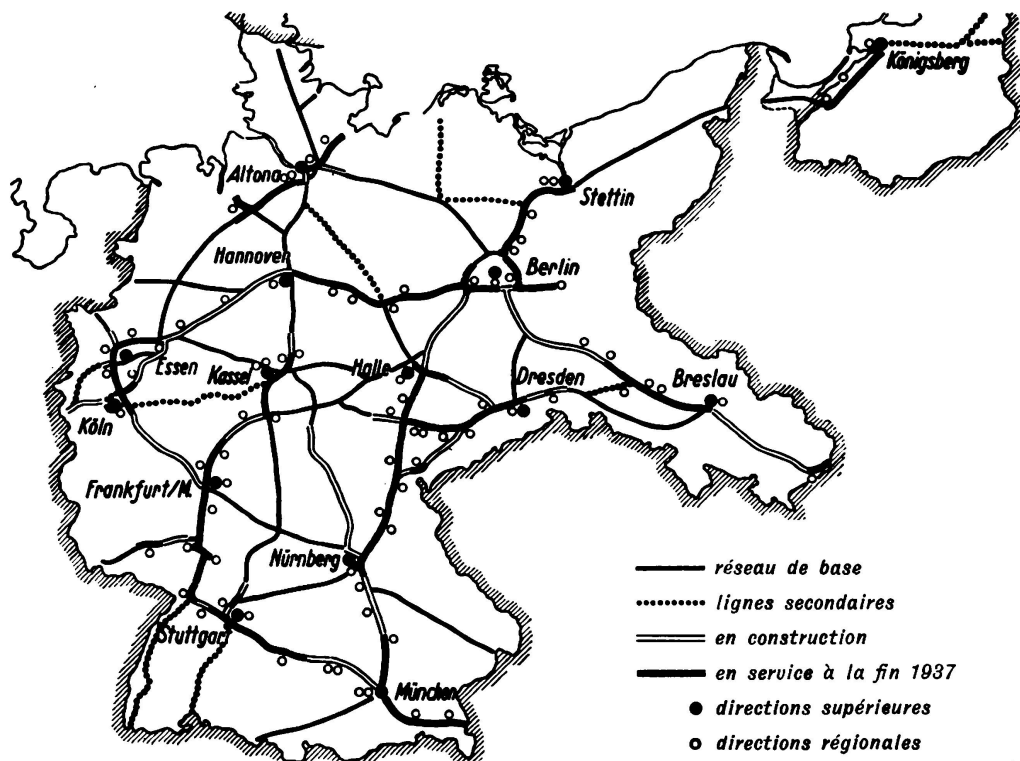 Königsberg
Altona
Stettin
Hannover
Berlin
Essen
Kassel
Halle
Dresden
Breslau
Köln
Frankfurt/M.
Nürnberg
Stuttgart
München
réseau de base
lignes secondaires
en construction
en service à la fin 1937
directions supérieures
directions régionales